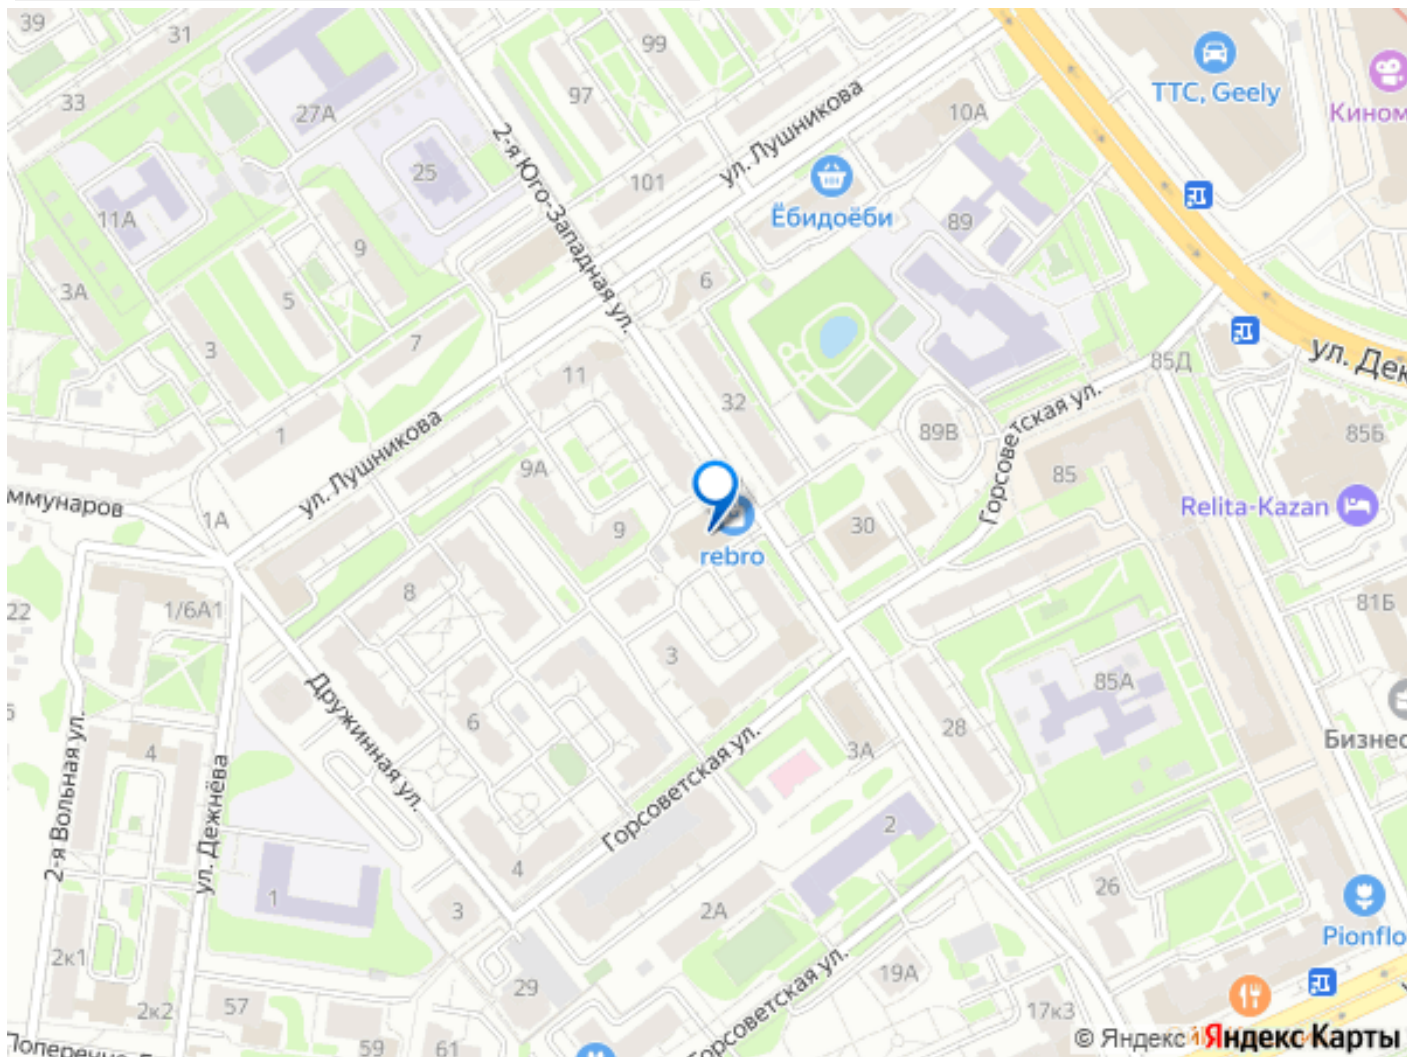 39
31
99
ТТС, Geely
Кином
33
27А
97
10А
ул. Лушникова
2-я Юго-Западная ул.
25
101
Ёбидоёби
89
11А
9
3А
5
6
3
7
ул. Дек
85Д
11
32
1
ул. Лушникова
9А
89В
Горсоветская ул.
85Б
85
ммунаров
1А
Relita-Kazan
9
30
rebro
8
22
1/6А1
81Б
3
85А
Дружинная ул.
6
28
3А
Бизнес
4
2-я Вольная ул.
ул. Дежнёва
Горсоветская ул.
2
4
26
1
3
2А
Pionflo
2к1
19А
29
Горсоветская ул.
2к2
57
17к3
59
61
© Яндекс
Яндекс Карты